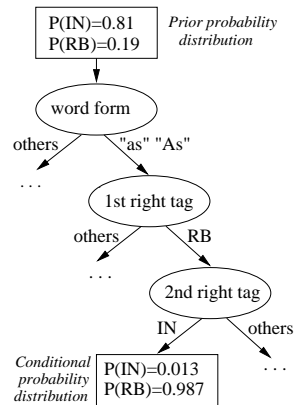 P(IN)=0.81
P(RB)=0.19
Prior probability
distribution
word form
others
"as" "As"
. . .
1st right tag
others
RB
. . .
2nd right tag
IN
others
. . .
Conditional
probability
distribution
P(IN)=0.013
P(RB)=0.987